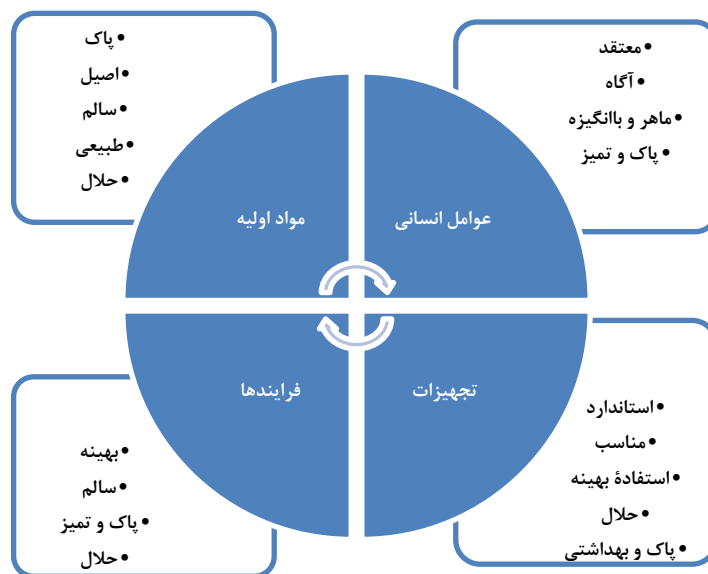 • معتقد
• آگاه
• ماهر و باانگیزه
• پاک و تمیز
عوامل انسانی
• پاک
• اصیل
• سالم
• طبیعی
• حلال
مواد اولیه
تجهیزات
• استاندارد
• مناسب
• استفادۀ بهینه
• حلال
• پاک و بهداشتی
فرایندها
• بهینه
• سالم
• پاک و تمیز
• حلال